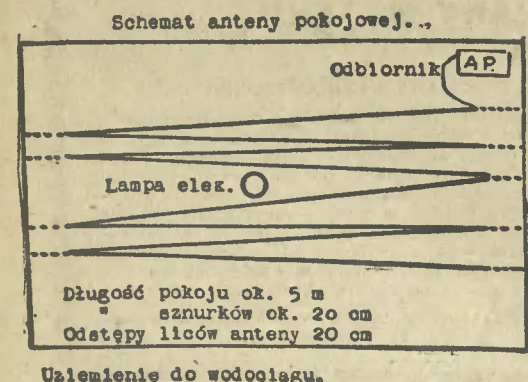 Schemat anteny pokojowej..,
Odbiornik AP.
Lampa elek.
Długość pokoju ok. 5 m
" sznurków ok. 20 cm
Odstępy liców anteny 20 cm
Uziemienie do wodociągu.